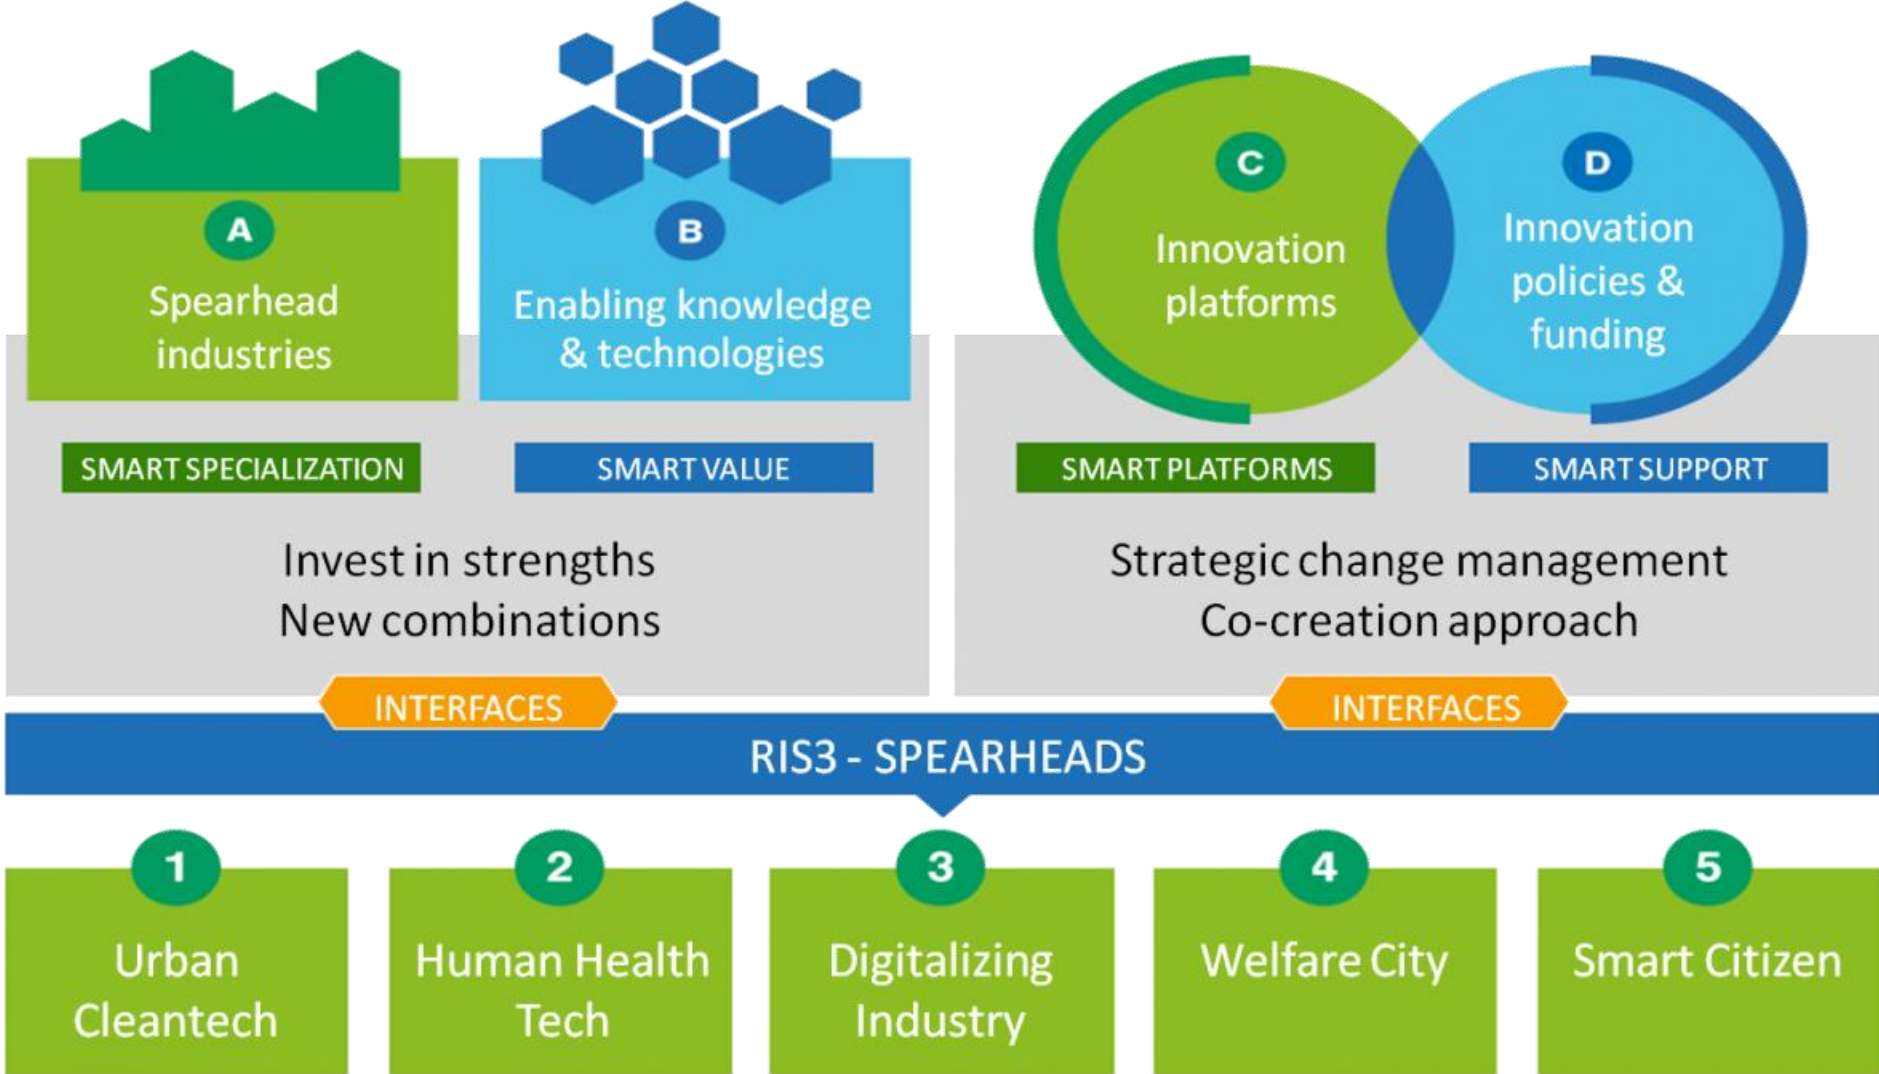 A
Spearhead
industries
B
Enabling knowledge
& technologies
C
Innovation
platforms
D
Innovation
policies &
funding
SMART SPECIALIZATION
SMART VALUE
SMART PLATFORMS
SMART SUPPORT
Invest in strengths
New combinations
Strategic change management
Co-creation approach
INTERFACES
INTERFACES
RIS3 - SPEARHEADS
1
Urban
Cleantech
2
Human Health
Tech
3
Digitalizing
Industry
4
Welfare City
5
Smart Citizen